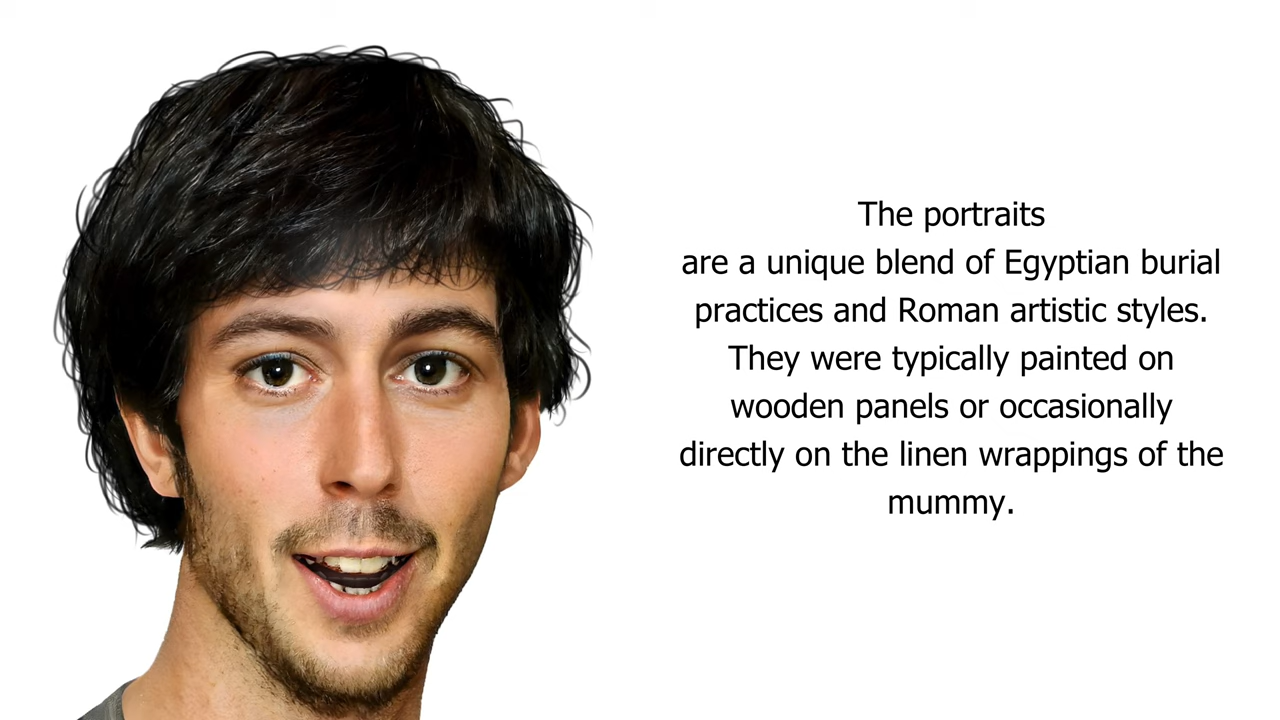 The portraits
are a unique blend of Egyptian burial
practices and Roman artistic styles.
They were typically painted on
wooden panels or occasionally
directly on the linen wrappings of the
mummy.